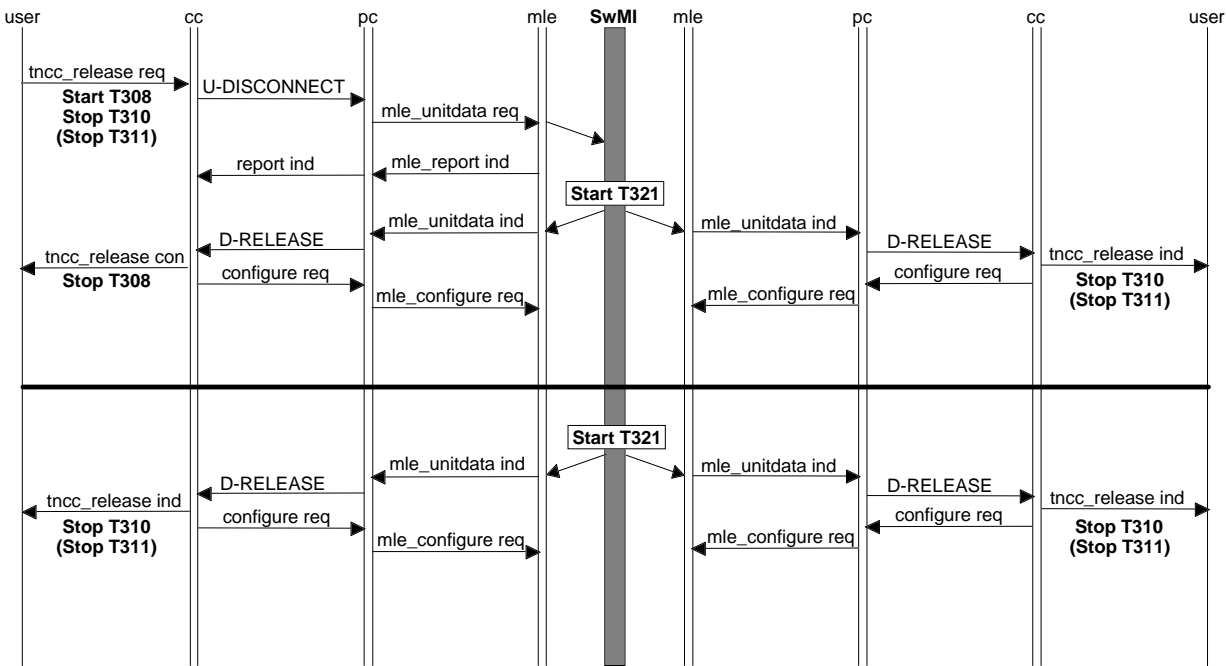 user cc pc mle SwMI mle pc cc user
tncc_release req
Start T308
Stop T310
(Stop T311)
U-DISCONNECT
mle_unitdata req
report ind
mle_report ind
Start T321
mle_unitdata ind
mle_unitdata ind
D-RELEASE
D-RELEASE
tncc_release con
Stop T308
configure req
mle_configure req
tncc_release ind
Stop T310
(Stop T311)
configure req
mle_configure req
Start T321
mle_unitdata ind
mle_unitdata ind
D-RELEASE
D-RELEASE
tncc_release ind
Stop T310
(Stop T311)
configure req
mle_configure req
tncc_release ind
Stop T310
(Stop T311)
configure req
mle_configure req